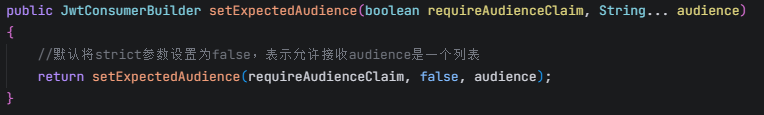 public JwtConsumerBuilder setExpectedAudience(boolean requireAudienceClaim, String... audience)
{
//默认将strict参数设置为false，表示允许接收audience是一个列表
return setExpectedAudience(requireAudienceClaim, false, audience);
}